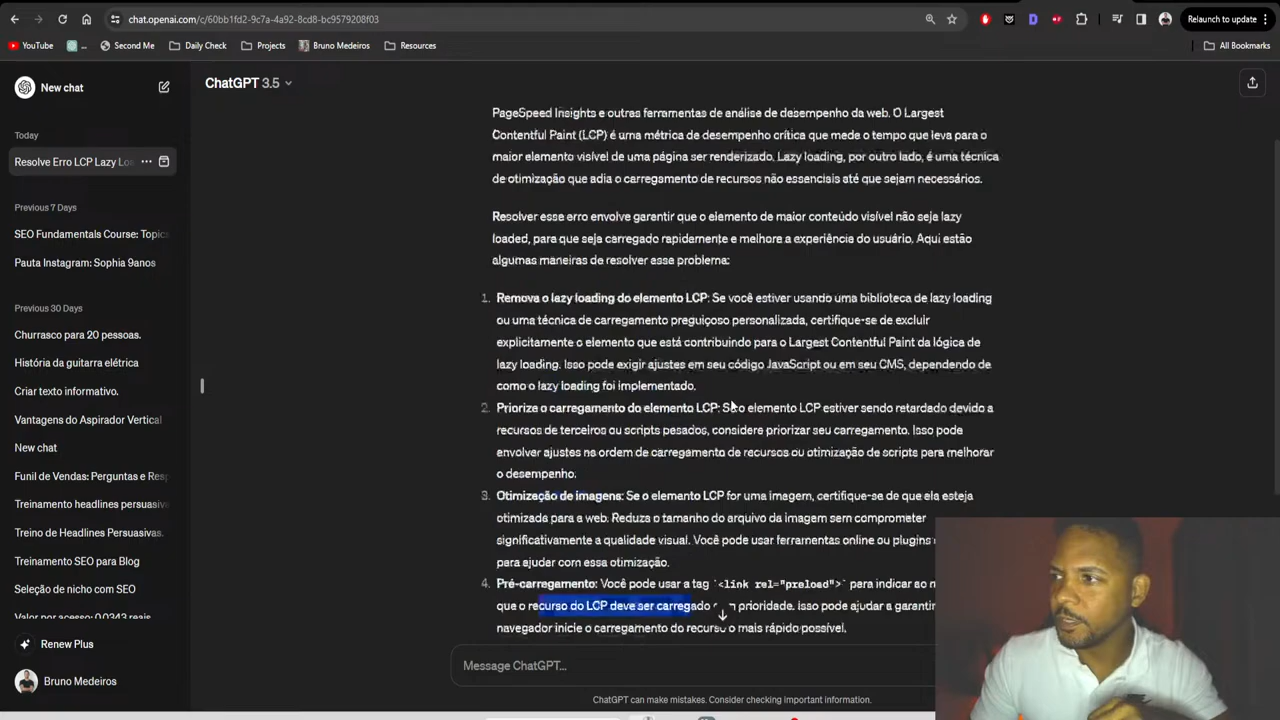 chat.openai.com/c/60bb1fd2-9c7a-4a92-8cd8-bc9579208f03
Relaunch to update
YouTube
...
Second Me
Daily Check
Projects
Bruno Medeiros
Resources
All Bookmarks
New chat
ChatGPT 3.5
Today
Resolve Erro LCP Lazy Loa
Previous 7 Days
SEO Fundamentals Course: Topics
Pauta Instagram: Sophia 9anos
Previous 30 Days
Churrasco para 20 pessoas.
História da guitarra elétrica
Criar texto informativo.
Vantagens do Aspirador Vertical
New chat
Funil de Vendas: Perguntas e Res
Treinamento headlines persuasiva
Treino de Headlines Persuasivas.
Treinamento SEO para Blog
Seleção de nicho com SEO
Valor por acesso: 0,0343 reais
Renew Plus
Bruno Medeiros
PageSpeed Insights e outras ferramentas de análise de desempenho da web. O Largest
Contentful Paint (LCP) é uma métrica de desempenho crítica que mede o tempo que leva para o
maior elemento visível de uma página ser renderizado. Lazy loading, por outro lado, é uma técnica
de otimização que adia o carregamento de recursos não essenciais até que sejam necessários.
Resolver esse erro envolve garantir que o elemento de maior conteúdo visível não seja lazy
loaded, para que seja carregado rapidamente e melhore a experiência do usuário. Aqui estão
algumas maneiras de resolver esse problema:
1. Remova o lazy loading do elemento LCP: Se você estiver usando uma biblioteca de lazy loading
ou uma técnica de carregamento preguiçoso personalizada, certifique-se de excluir
explicitamente o elemento que está contribuindo para o Largest Contentful Paint da lógica de
lazy loading. Isso pode exigir ajustes em seu código JavaScript ou em seu CMS, dependendo de
como o lazy loading foi implementado.
2. Priorize o carregamento do elemento LCP: Se o elemento LCP estiver sendo retardado devido a
recursos de terceiros ou scripts pesados, considere priorizar seu carregamento. Isso pode
envolver ajustes na ordem de carregamento de recursos ou otimização de scripts para melhorar
o desempenho.
3. Otimização de imagens: Se o elemento LCP for uma imagem, certifique-se de que ela esteja
otimizada para a web. Reduza o tamanho do arquivo da imagem sem comprometer
significativamente a qualidade visual. Você pode usar ferramentas online ou plugins
para ajudar com essa otimização.
4. Pré-carregamento: Você pode usar a tag `<link rel="preload">` para indicar ao
que o recurso do LCP deve ser carregado prioridade. Isso pode ajudar a garantir
navegador inicie o carregamento do recurso o mais rápido possível.
Message ChatGPT...
ChatGPT can make mistakes. Consider checking important information.